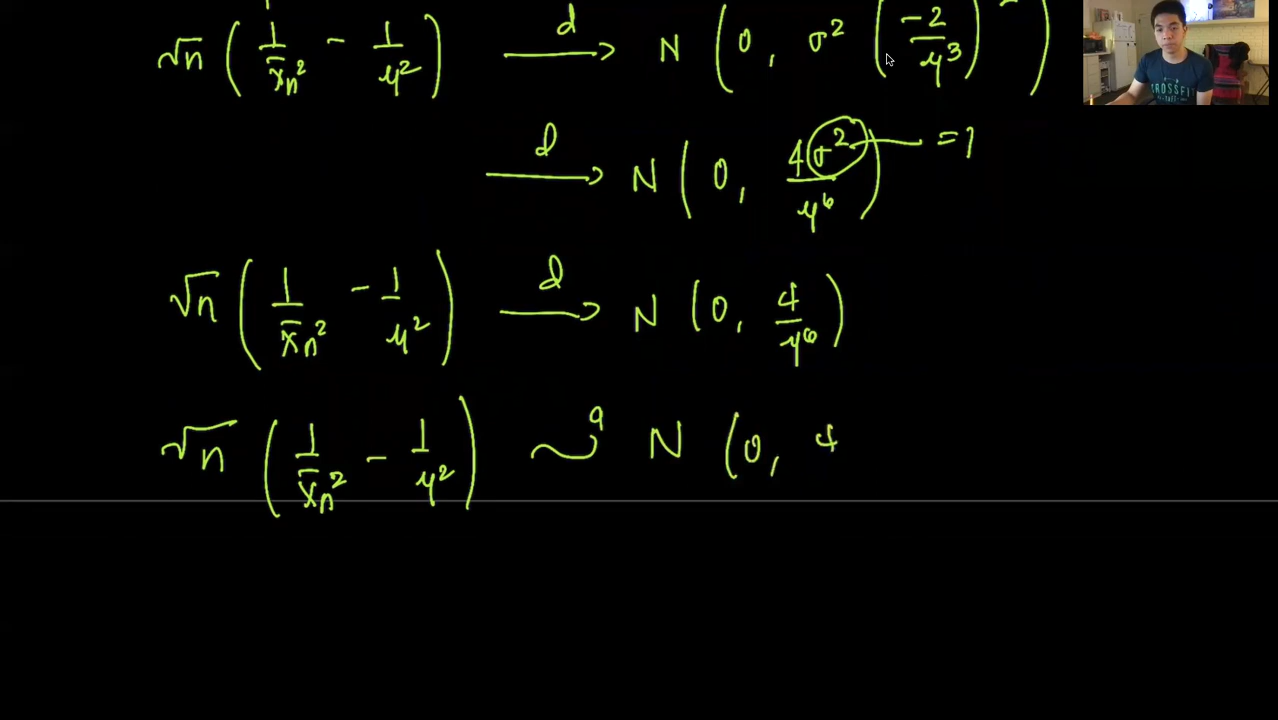 √n ( 1/x̄n² − 1/μ² ) →d N ( 0, σ² ( −2/μ³ ) )
→d N ( 0, 4σ²/μ⁶ ) = 1
√n ( 1/x̄n² − 1/μ² ) →d N ( 0, 4/μ⁶ )
√n ( 1/x̄n² − 1/μ² ) ~a N ( 0, 4
CROSSFIT